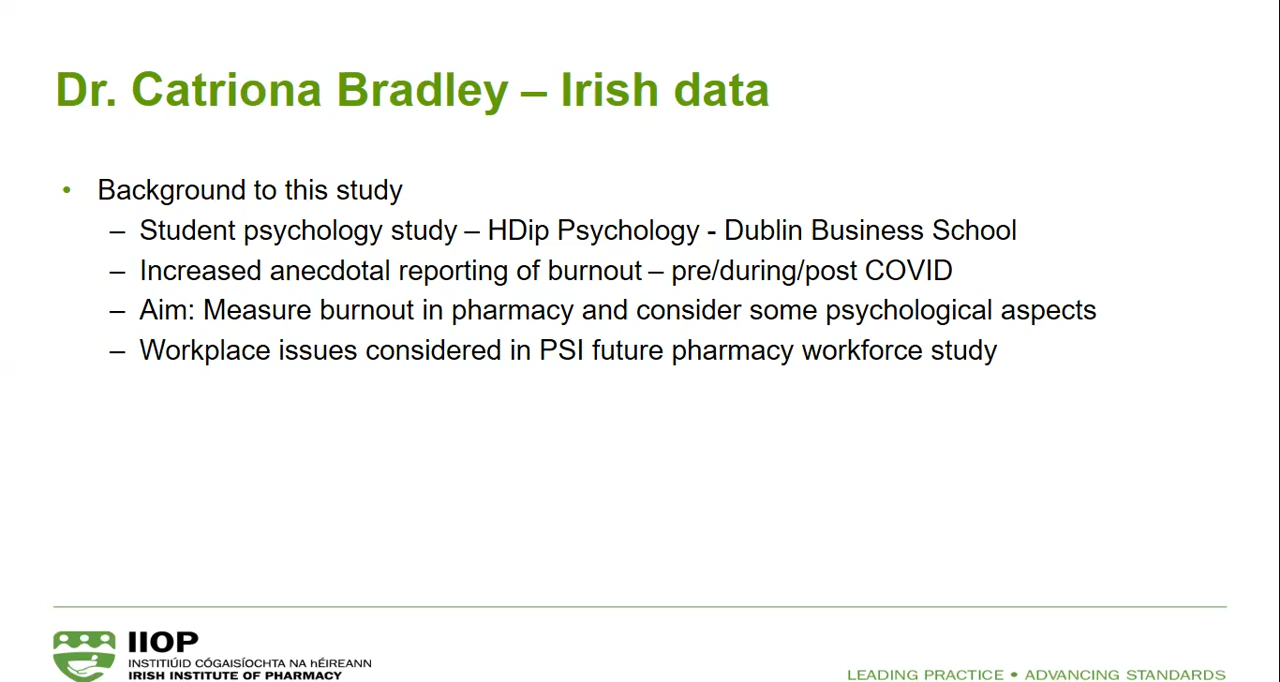 Dr. Catriona Bradley – Irish data
• Background to this study
– Student psychology study – HDip Psychology - Dublin Business School
– Increased anecdotal reporting of burnout – pre/during/post COVID
– Aim: Measure burnout in pharmacy and consider some psychological aspects
– Workplace issues considered in PSI future pharmacy workforce study
IIOP
INSTITIÚID CÓGAISÍOCHTA NA hÉIREANN
IRISH INSTITUTE OF PHARMACY
LEADING PRACTICE • ADVANCING STANDARDS